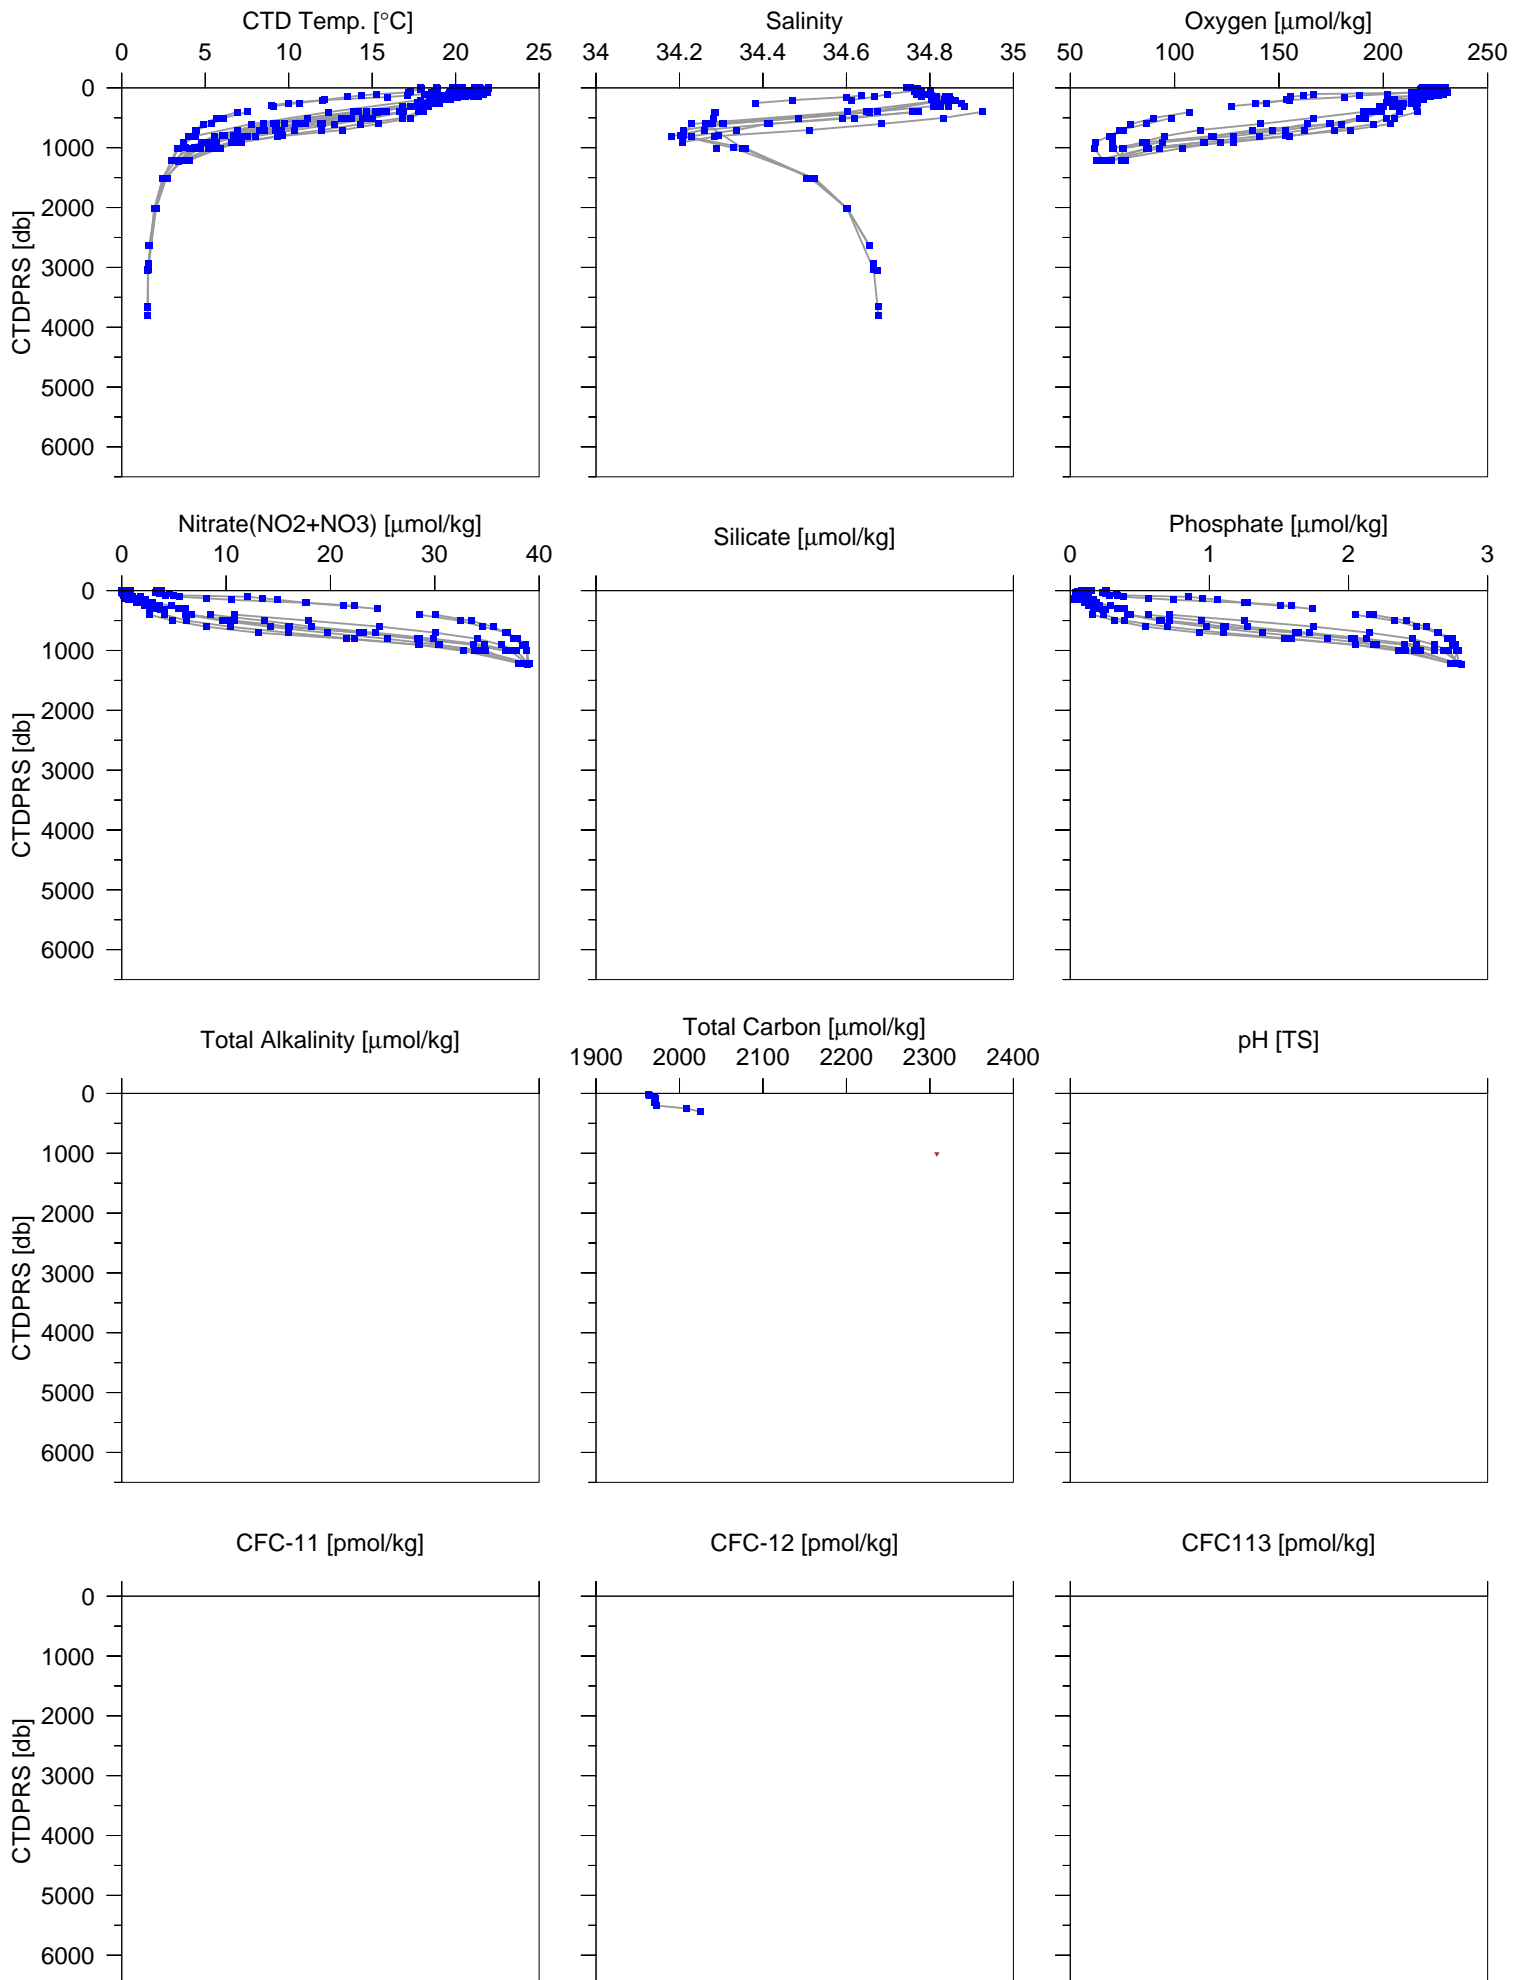 CTD Temp. [°C] Salinity Oxygen [μmol/kg]
0 5 10 15 20 25 34 34.2 34.4 34.6 34.8 35 50 100 150 200 250
0
1000
2000
3000
4000
5000
6000
CTDPRS [db]
Nitrate(NO2+NO3) [μmol/kg] Silicate [μmol/kg] Phosphate [μmol/kg]
0 10 20 30 40 0 1 2 3
0
1000
2000
3000
4000
5000
6000
CTDPRS [db]
Total Alkalinity [μmol/kg] Total Carbon [μmol/kg] pH [TS]
1900 2000 2100 2200 2300 2400
0
1000
2000
3000
4000
5000
6000
CTDPRS [db]
CFC-11 [pmol/kg] CFC-12 [pmol/kg] CFC113 [pmol/kg]
0
1000
2000
3000
4000
5000
6000
CTDPRS [db]